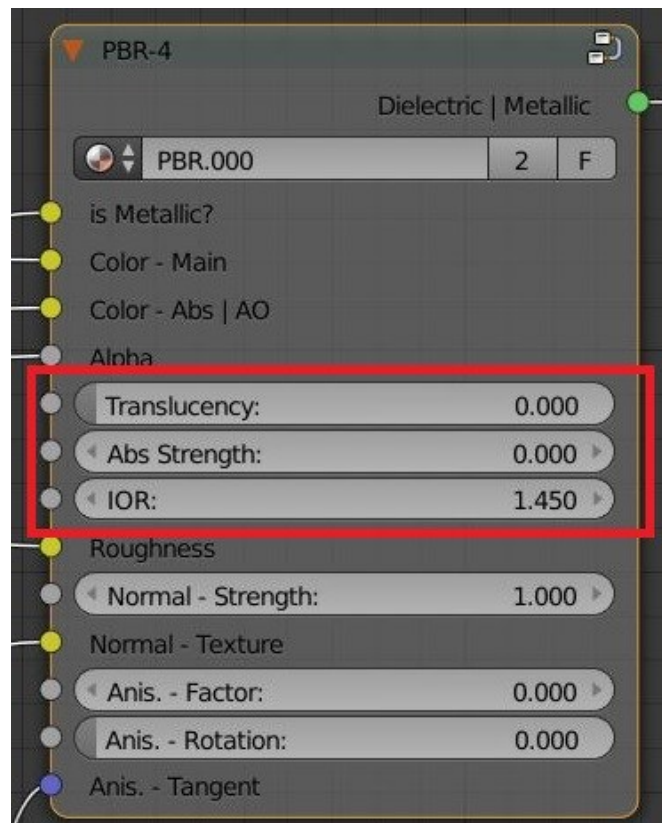 PBR-4
Dielectric | Metallic
PBR.000 2 F
is Metallic?
Color - Main
Color - Abs | AO
Alpha
Translucency: 0.000
Abs Strength: 0.000
IOR: 1.450
Roughness
Normal - Strength: 1.000
Normal - Texture
Anis. - Factor: 0.000
Anis. - Rotation: 0.000
Anis. - Tangent